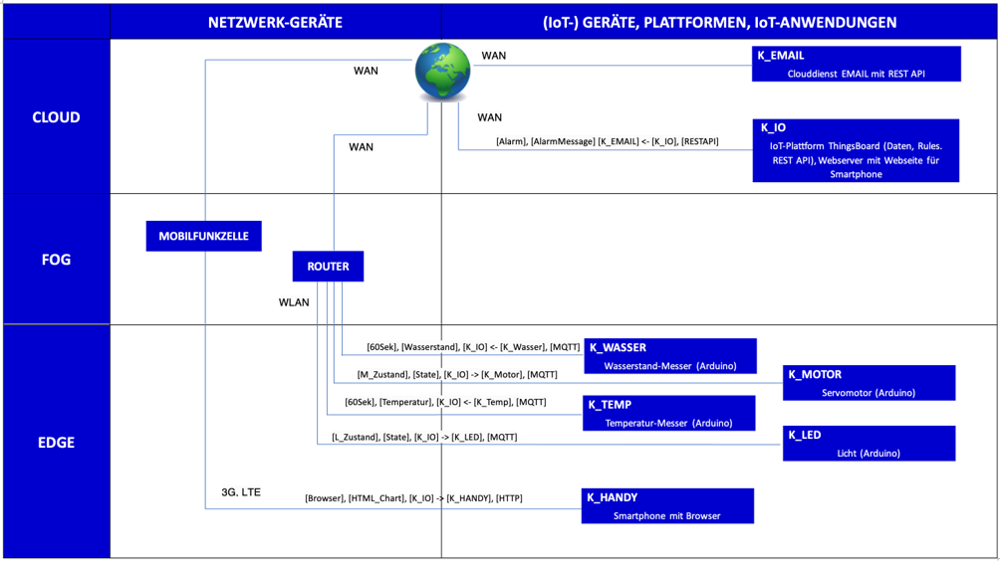 NETZWERK-GERÄTE
(IoT-) GERÄTE, PLATTFORMEN, IoT-ANWENDUNGEN
CLOUD
WAN
WAN
K_EMAIL
Clouddienst EMAIL mit REST API
WAN
WAN
[Alarm], [AlarmMessage] [K_EMAIL] <- [K_IO], [RESTAPI]
K_IO
IoT-Plattform ThingsBoard (Daten, Rules.
REST API), Webserver mit Webseite für
Smartphone
FOG
MOBILFUNKZELLE
ROUTER
WLAN
EDGE
[60Sek], [Wasserstand], [K_IO] <- [K_Wasser], [MQTT]
K_WASSER
Wasserstand-Messer (Arduino)
[M_Zustand], [State], [K_IO] -> [K_Motor], [MQTT]
K_MOTOR
Servomotor (Arduino)
[60Sek], [Temperatur], [K_IO] <- [K_Temp], [MQTT]
K_TEMP
Temperatur-Messer (Arduino)
[L_Zustand], [State], [K_IO] -> [K_LED], [MQTT]
K_LED
Licht (Arduino)
3G, LTE
[Browser], [HTML_Chart], [K_IO] -> [K_HANDY], [HTTP]
K_HANDY
Smartphone mit Browser